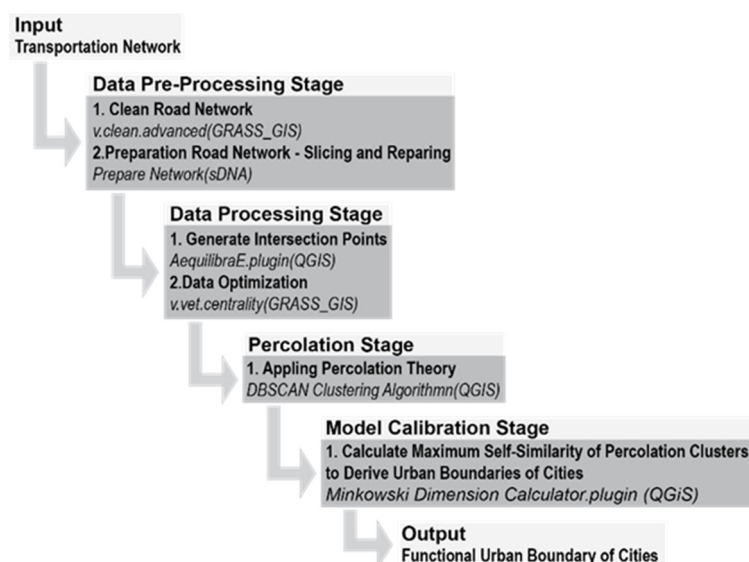 Input
Transportation Network
Data Pre-Processing Stage
1. Clean Road Network
v.clean.advanced(GRASS_GIS)
2.Preparation Road Network - Slicing and Reparing
Prepare Network(sDNA)
Data Processing Stage
1. Generate Intersection Points
AequilibraE.plugin(QGIS)
2.Data Optimization
v.vet.centrality(GRASS_GIS)
Percolation Stage
1. Appling Percolation Theory
DBSCAN Clustering Algorithmn(QGIS)
Model Calibration Stage
1. Calculate Maximum Self-Similarity of Percolation Clusters
to Derive Urban Boundaries of Cities
Minkowski Dimension Calculator.plugin (QGiS)
Output
Functional Urban Boundary of Cities